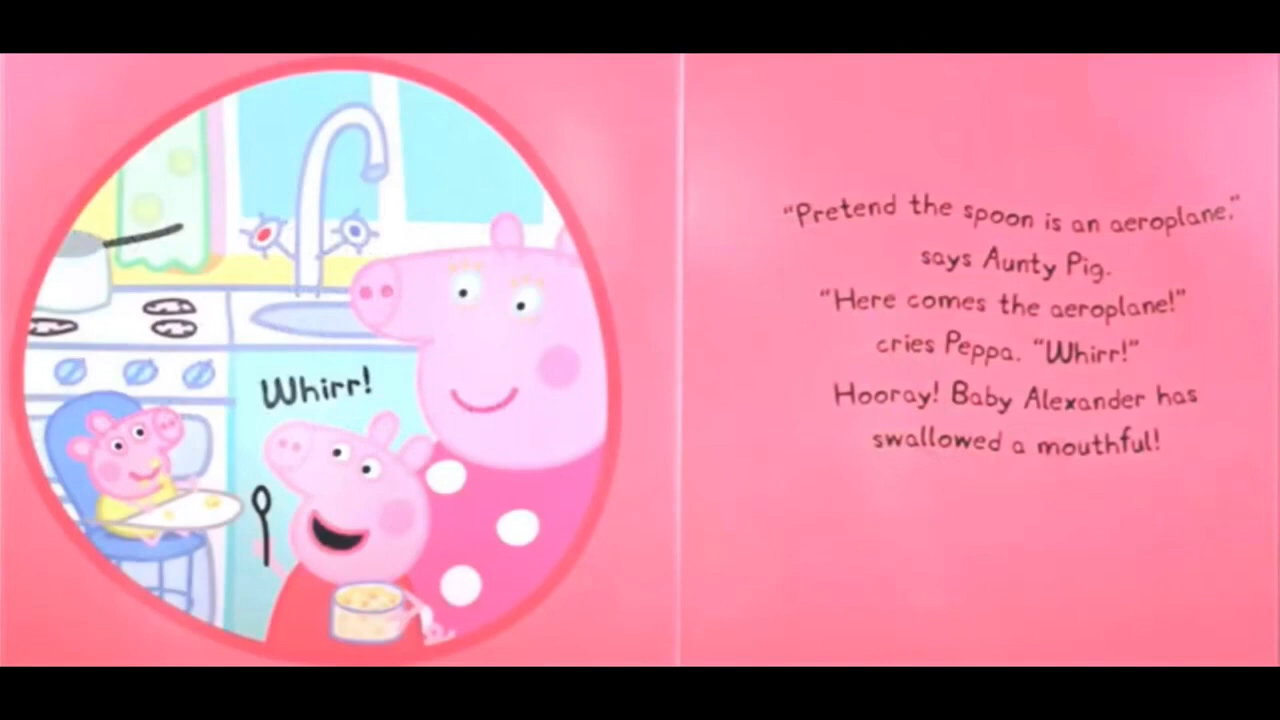 Whirr!
"Pretend the spoon is an aeroplane,"
says Aunty Pig.
"Here comes the aeroplane!"
cries Peppa. "Whirr!"
Hooray! Baby Alexander has
swallowed a mouthful!